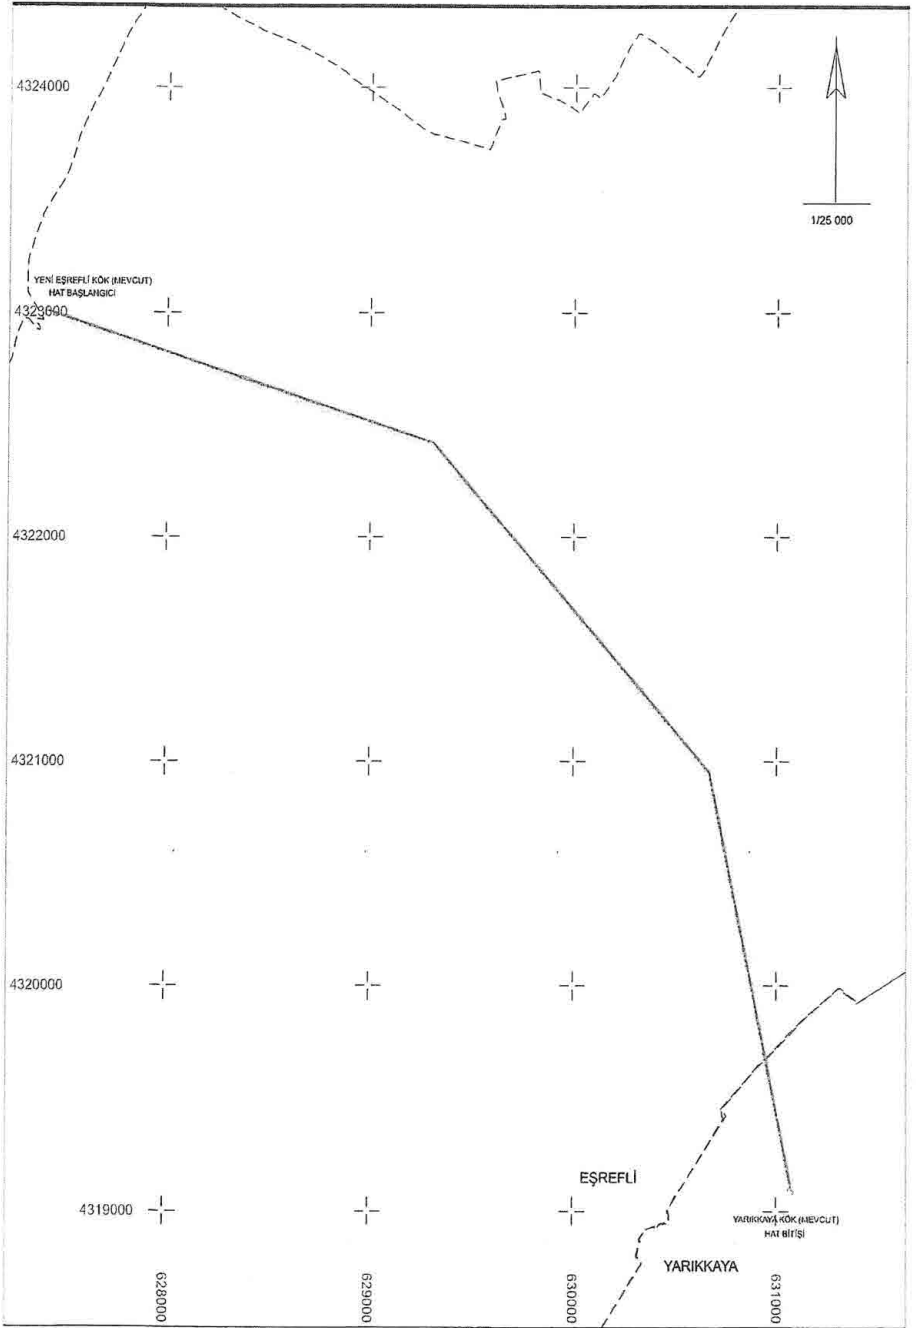 4324000
1/25 000
YENİ EŞREFLİ KÖK (MEVCUT)
HAT BAŞLANGICI
4323000
4322000
4321000
4320000
EŞREFLİ
4319000
YARIKKAYA KÖK (MEVCUT)
HAT BİTİŞİ
YARIKKAYA
628000
629000
630000
631000